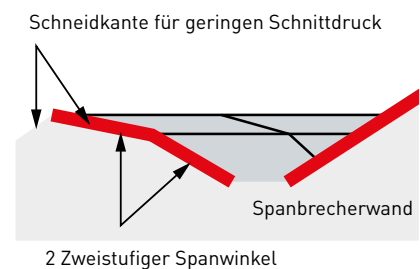 Schneidkante für geringen Schnittdruck
Spanbrecherwand
2 Zweistufiger Spanwinkel